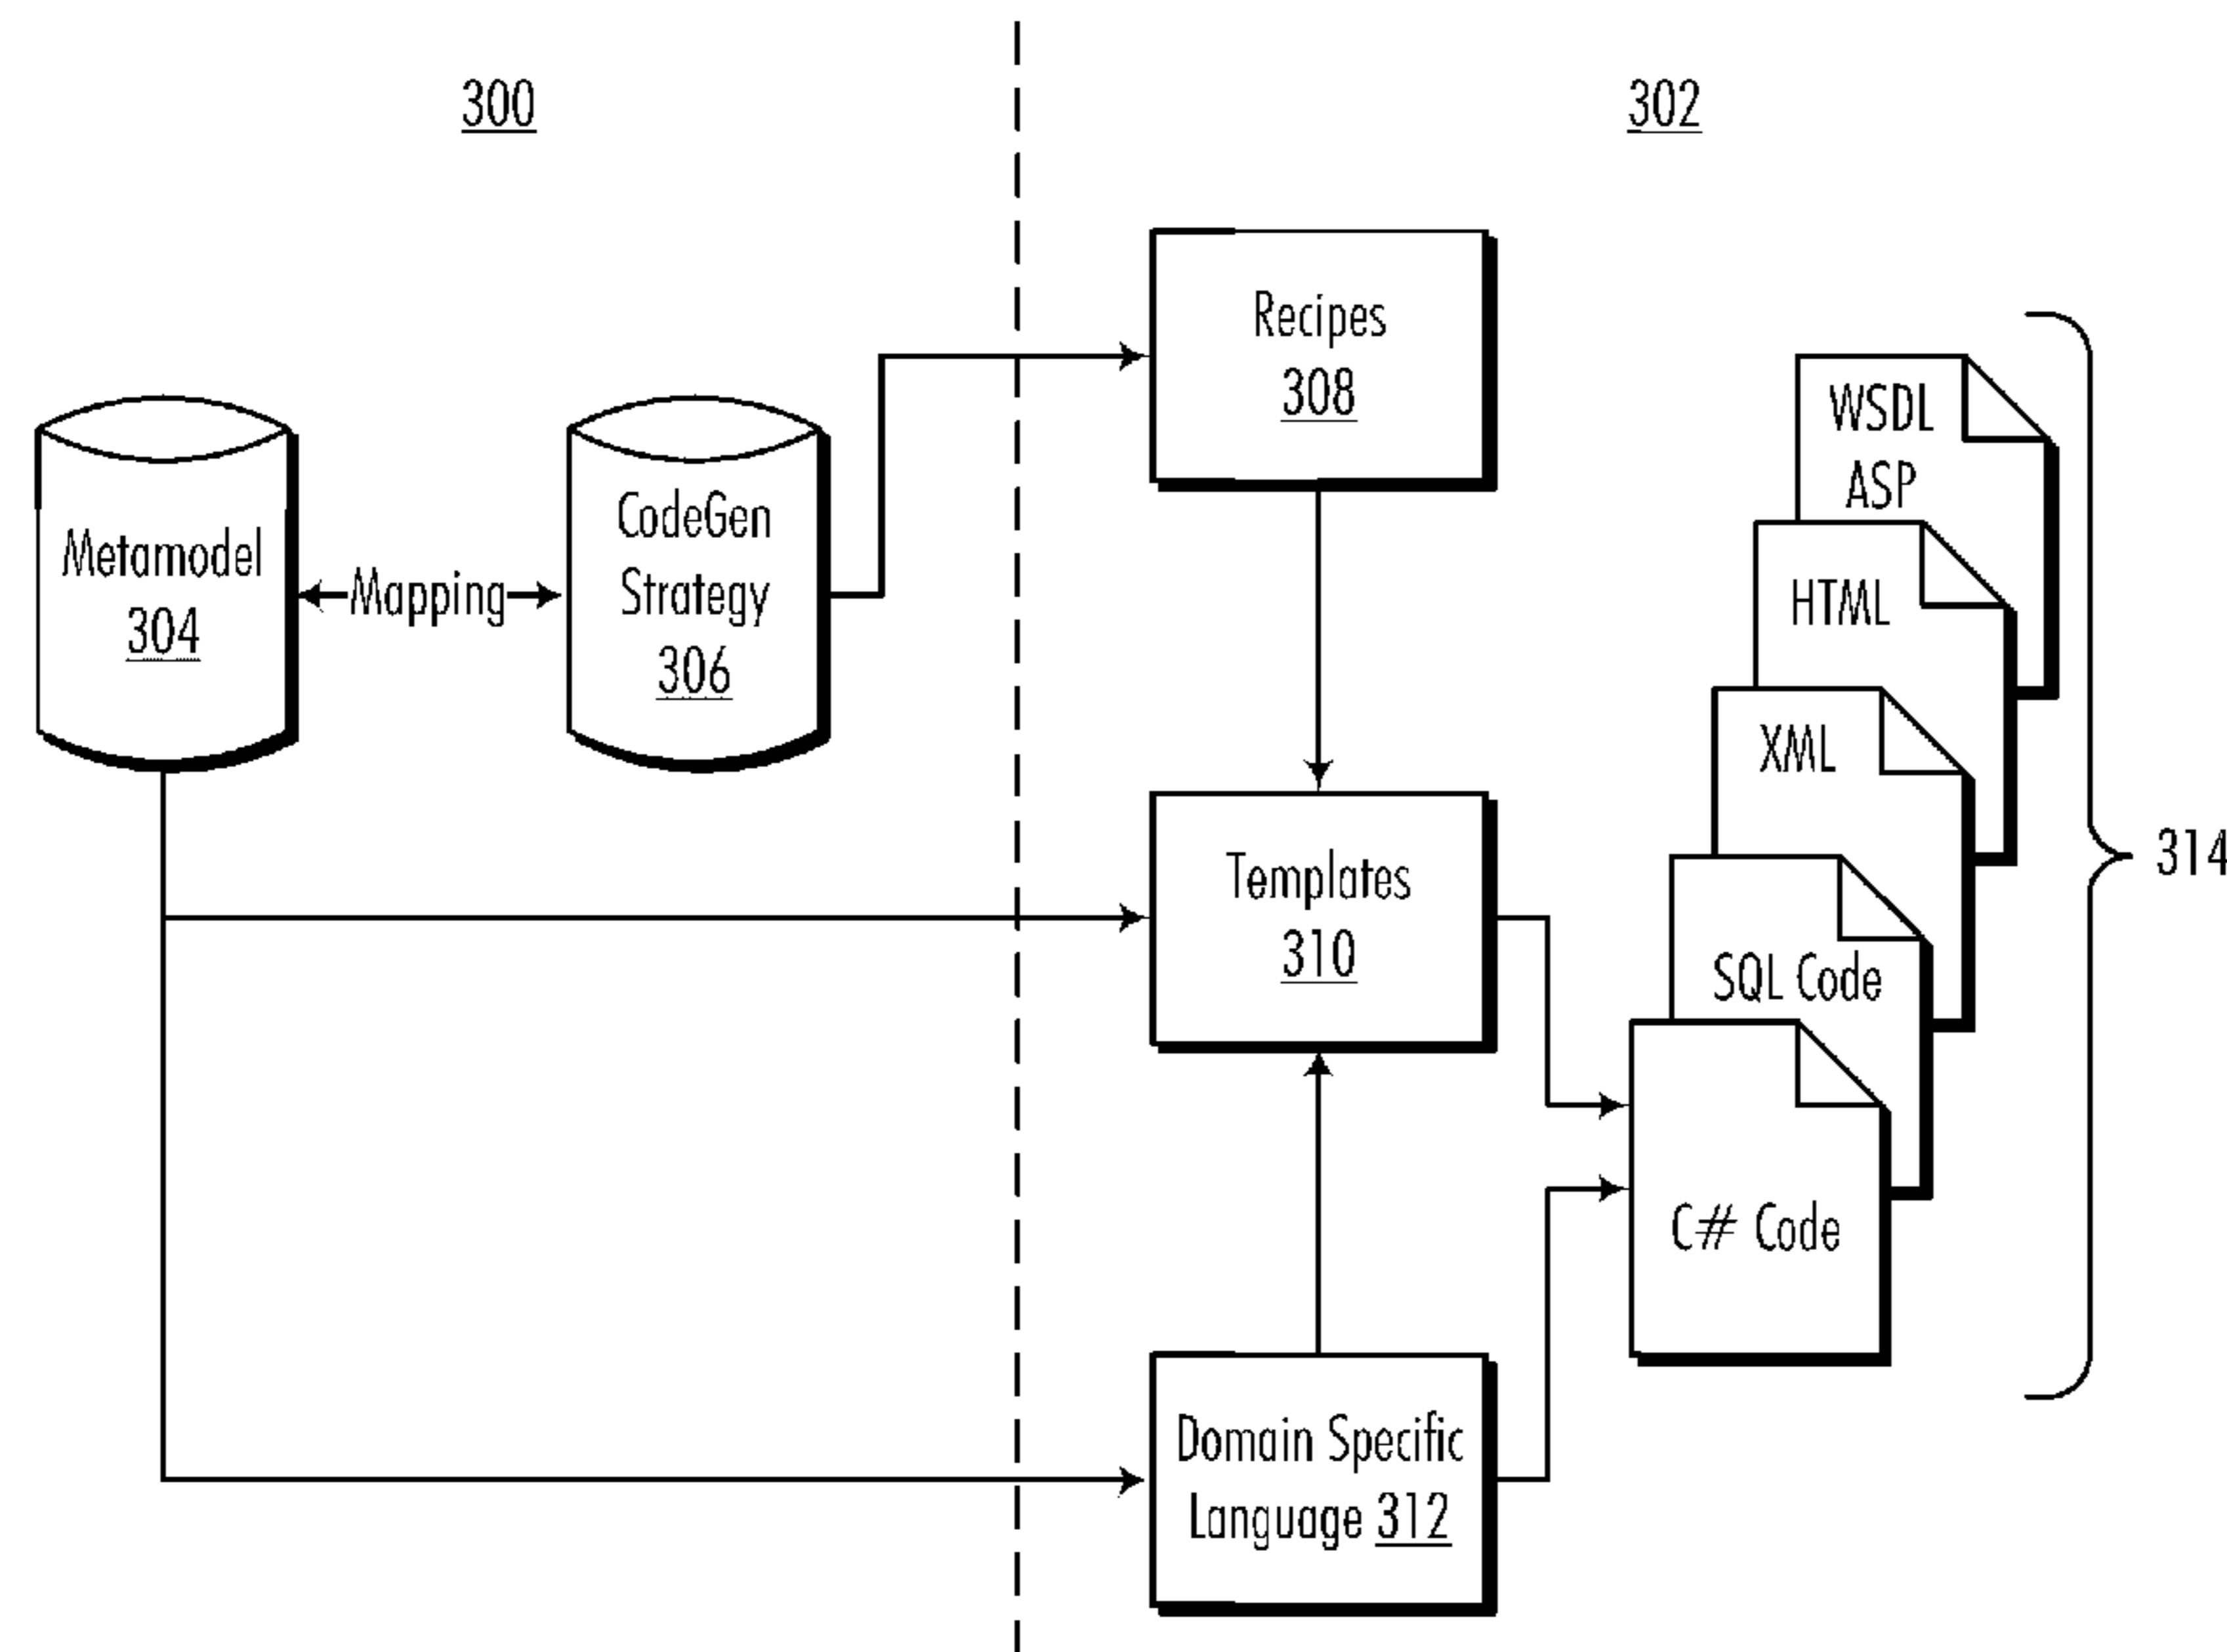 300
302
Recipes
308
Metamodel
304
Mapping
CodeGen
Strategy
306
WSDL
ASP
HTML
XML
SQL Code
C# Code
314
Templates
310
Domain Specific
Language 312